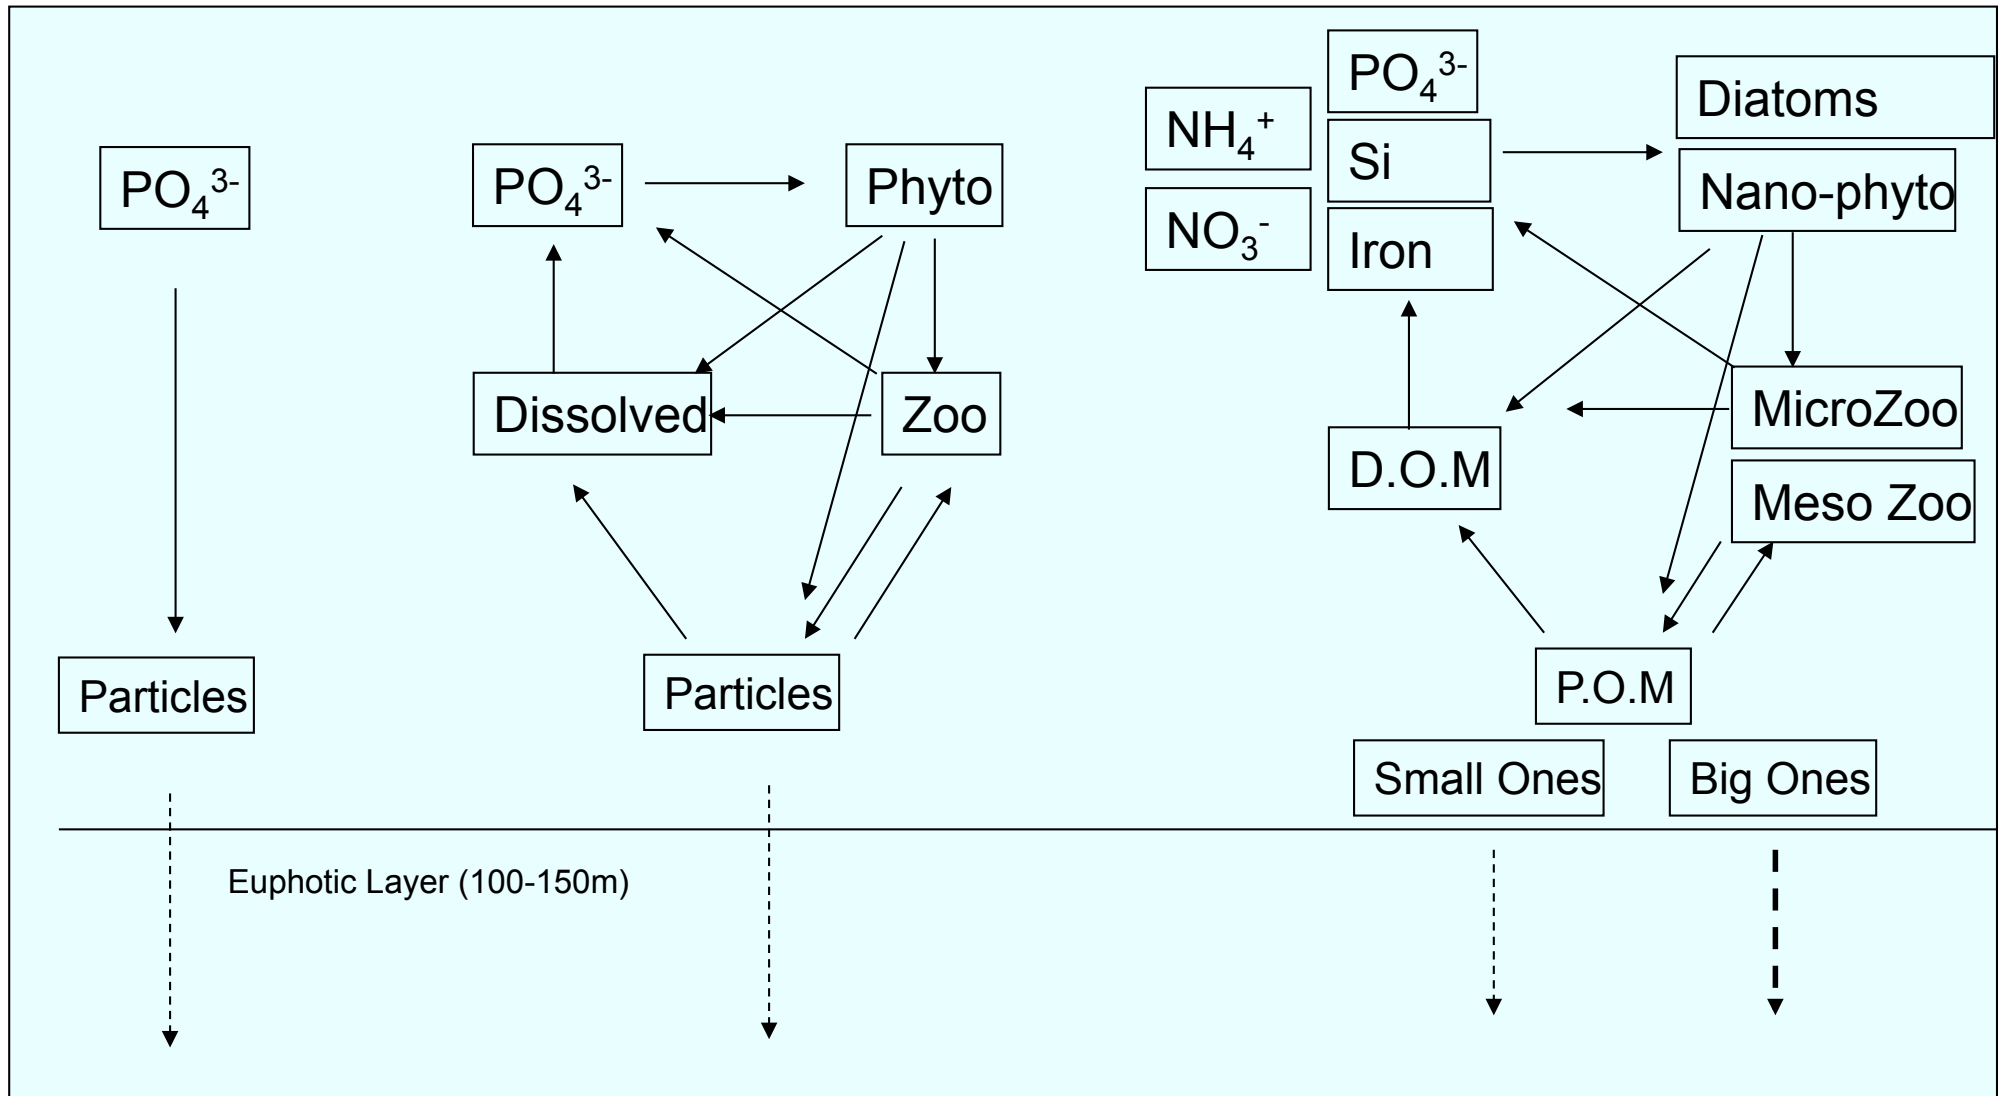 PO₄³⁻
Particles
PO₄³⁻
Phyto
Dissolved
Zoo
Particles
NH₄⁺
NO₃⁻
PO₄³⁻
Si
Iron
Diatoms
Nano-phyto
D.O.M
MicroZoo
Meso Zoo
P.O.M
Small Ones
Big Ones
Euphotic Layer (100-150m)